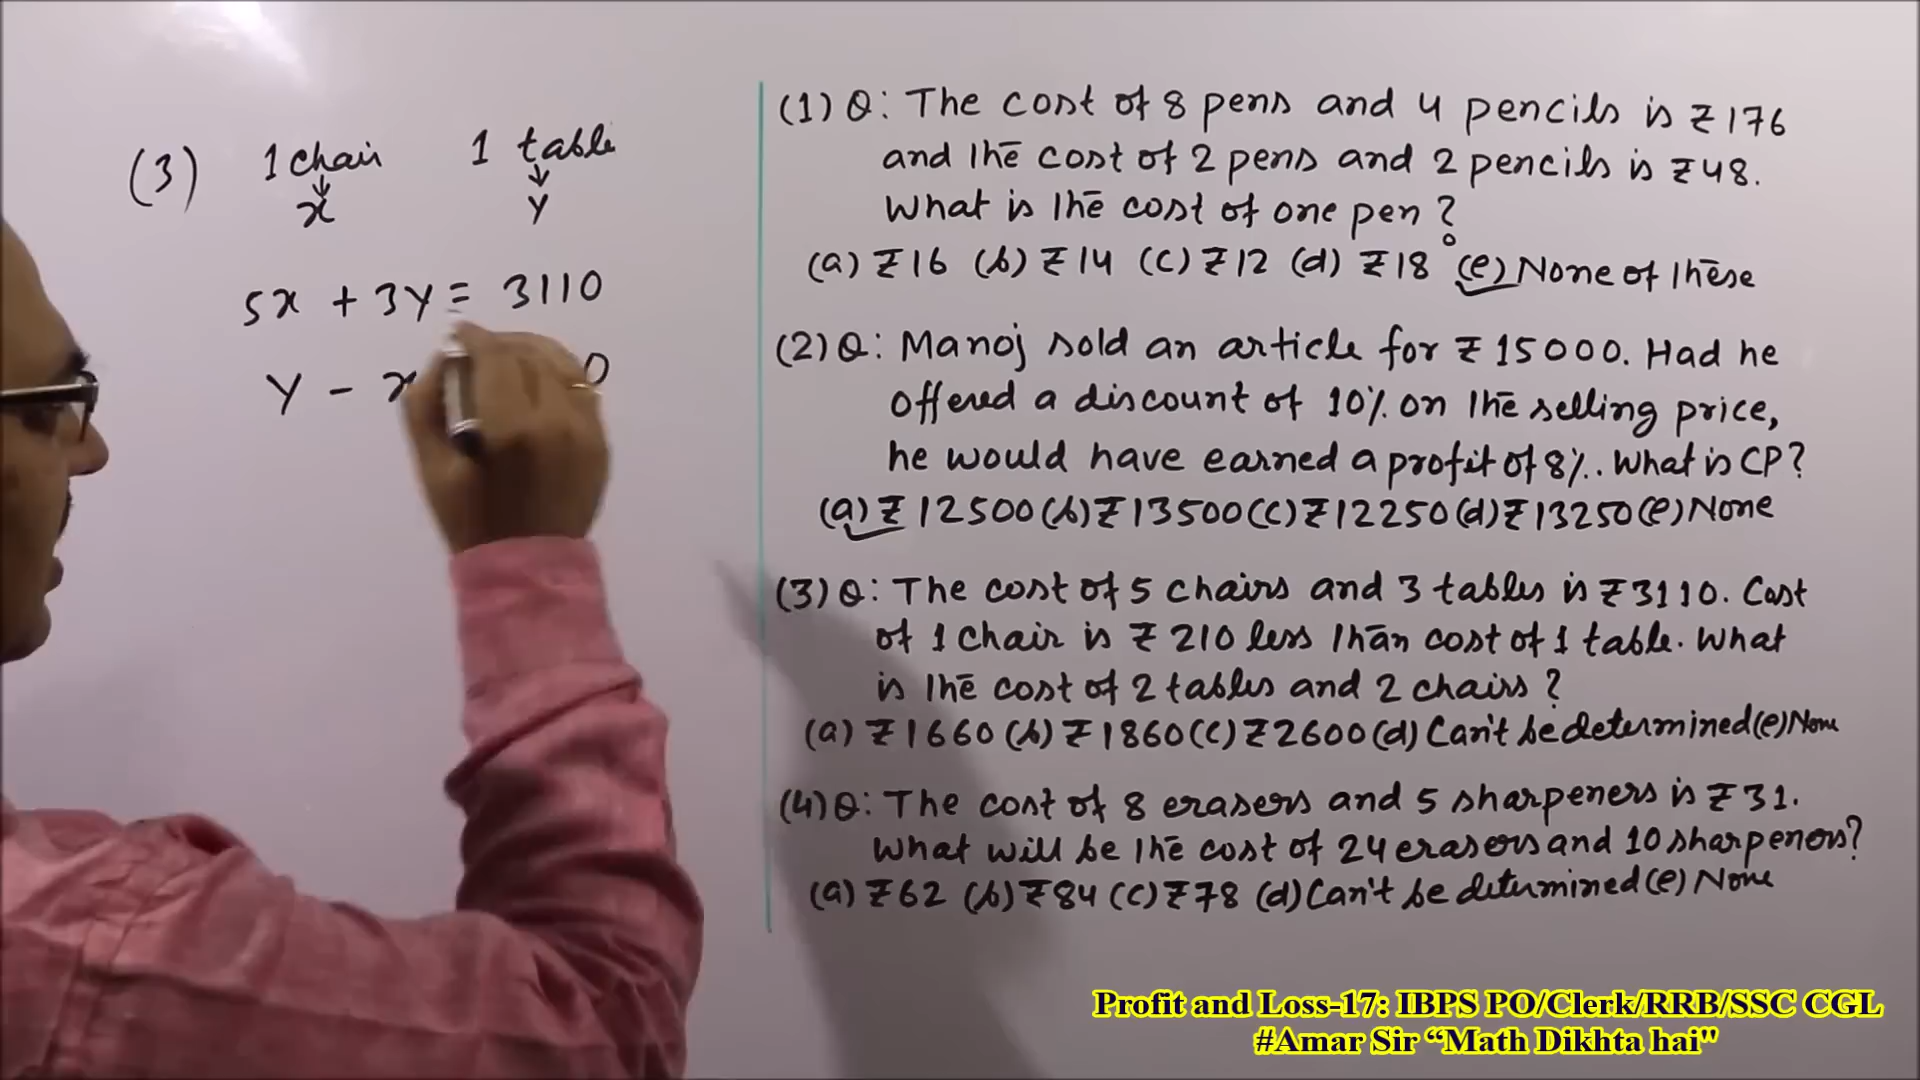 (3) 1 chair 1 table
↓ ↓
x y
5x + 3y = 3110
y - x 0
(1) Q: The cost of 8 pens and 4 pencils is ₹176
and the cost of 2 pens and 2 pencils is ₹48.
What is the cost of one pen?
(a) ₹16 (b) ₹14 (c) ₹12 (d) ₹18 (e) None of these
(2) Q: Manoj sold an article for ₹15000. Had he
offered a discount of 10% on the selling price,
he would have earned a profit of 8%. What is CP?
(a) ₹12500 (b) ₹13500 (c) ₹12250 (d) ₹13250 (e) None
(3) Q: The cost of 5 chairs and 3 tables is ₹3110. Cost
of 1 chair is ₹210 less than cost of 1 table. What
is the cost of 2 tables and 2 chairs?
(a) ₹1660 (b) ₹1860 (c) ₹2600 (d) Can't be determined (e) None
(4) Q: The cost of 8 erasers and 5 sharpeners is ₹31.
What will be the cost of 24 erasers and 10 sharpeners?
(a) ₹62 (b) ₹84 (c) ₹78 (d) Can't be determined (e) None
Profit and Loss-17: IBPS PO/Clerk/RRB/SSC CGL
#Amar Sir “Math Dikhta hai"